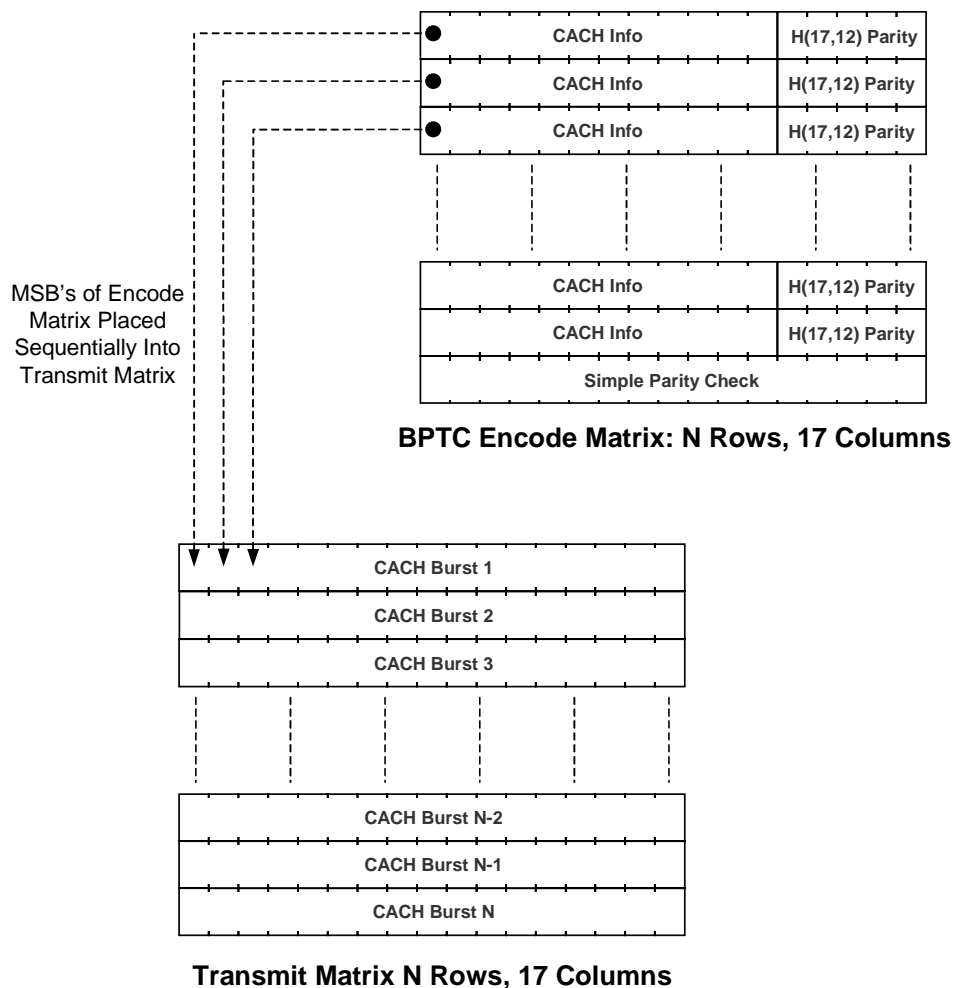 CACH Info H(17,12) Parity
CACH Info H(17,12) Parity
CACH Info H(17,12) Parity
CACH Info H(17,12) Parity
CACH Info H(17,12) Parity
Simple Parity Check
BPTC Encode Matrix: N Rows, 17 Columns
MSB's of Encode
Matrix Placed
Sequentially Into
Transmit Matrix
CACH Burst 1
CACH Burst 2
CACH Burst 3
CACH Burst N-2
CACH Burst N-1
CACH Burst N
Transmit Matrix N Rows, 17 Columns